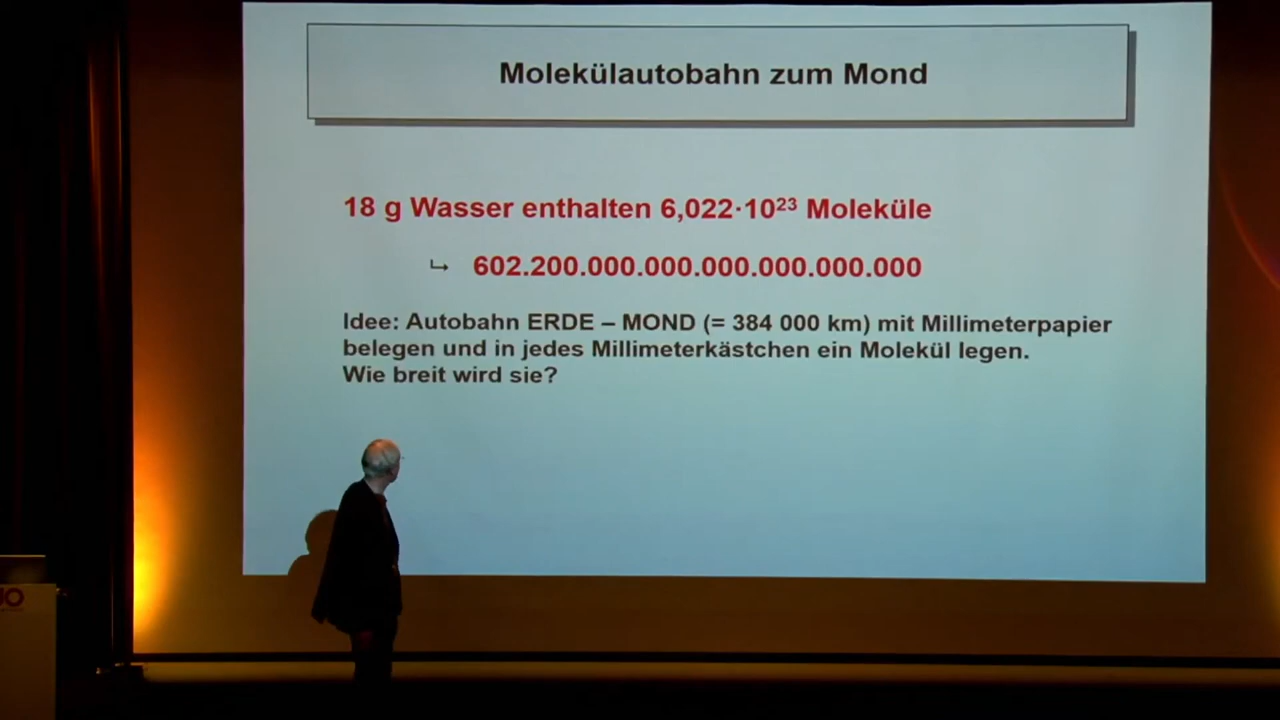 Molekülautobahn zum Mond
18 g Wasser enthalten 6,022·10²³ Moleküle
↳ 602.200.000.000.000.000.000.000
Idee: Autobahn ERDE – MOND (= 384 000 km) mit Millimeterpapier
belegen und in jedes Millimeterkästchen ein Molekül legen.
Wie breit wird sie?